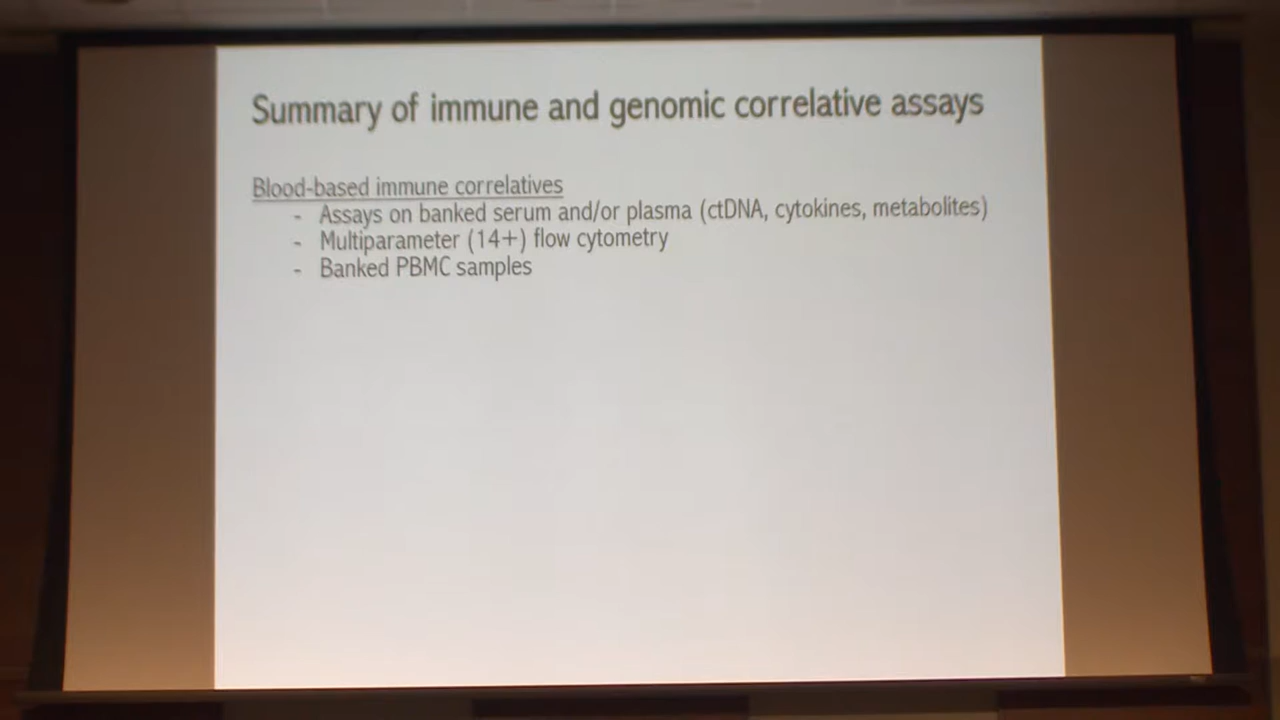 Summary of immune and genomic correlative assays
Blood-based immune correlatives
- Assays on banked serum and/or plasma (ctDNA, cytokines, metabolites)
- Multiparameter (14+) flow cytometry
- Banked PBMC samples